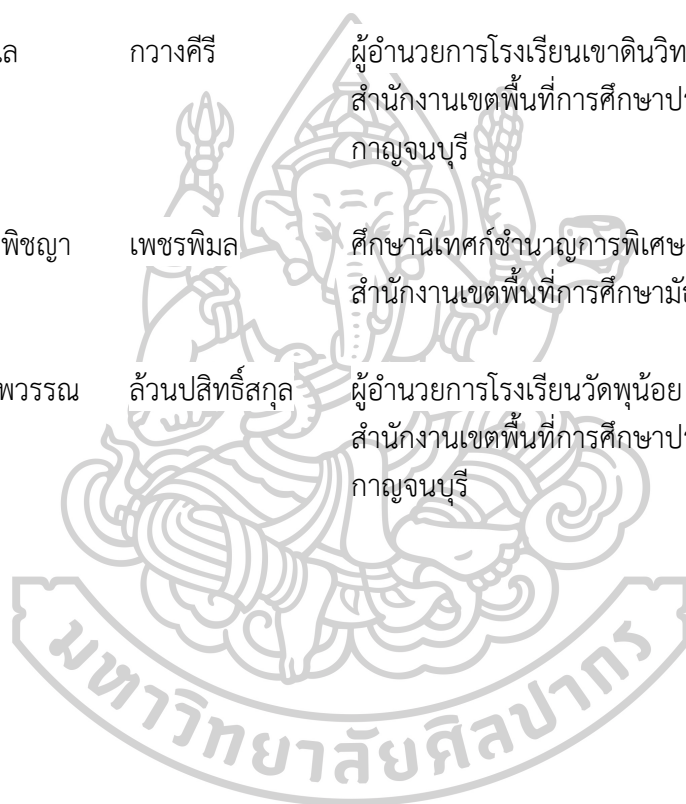 กวางคีรี ผู้อำนวยการโรงเรียนเขาดินวิท
สำนักงานเขตพื้นที่การศึกษาป
กาญจนบุรี
พิชญา เพชรพิมล ศึกษานิเทศก์ชำนาญการพิเศษ
สำนักงานเขตพื้นที่การศึกษามั
พวรรณ ล้วนปสิทธิ์สกุล ผู้อำนวยการโรงเรียนวัดพุน้อย
สำนักงานเขตพื้นที่การศึกษาป
กาญจนบุรี
มหาวิทยาลัยศิลปากร